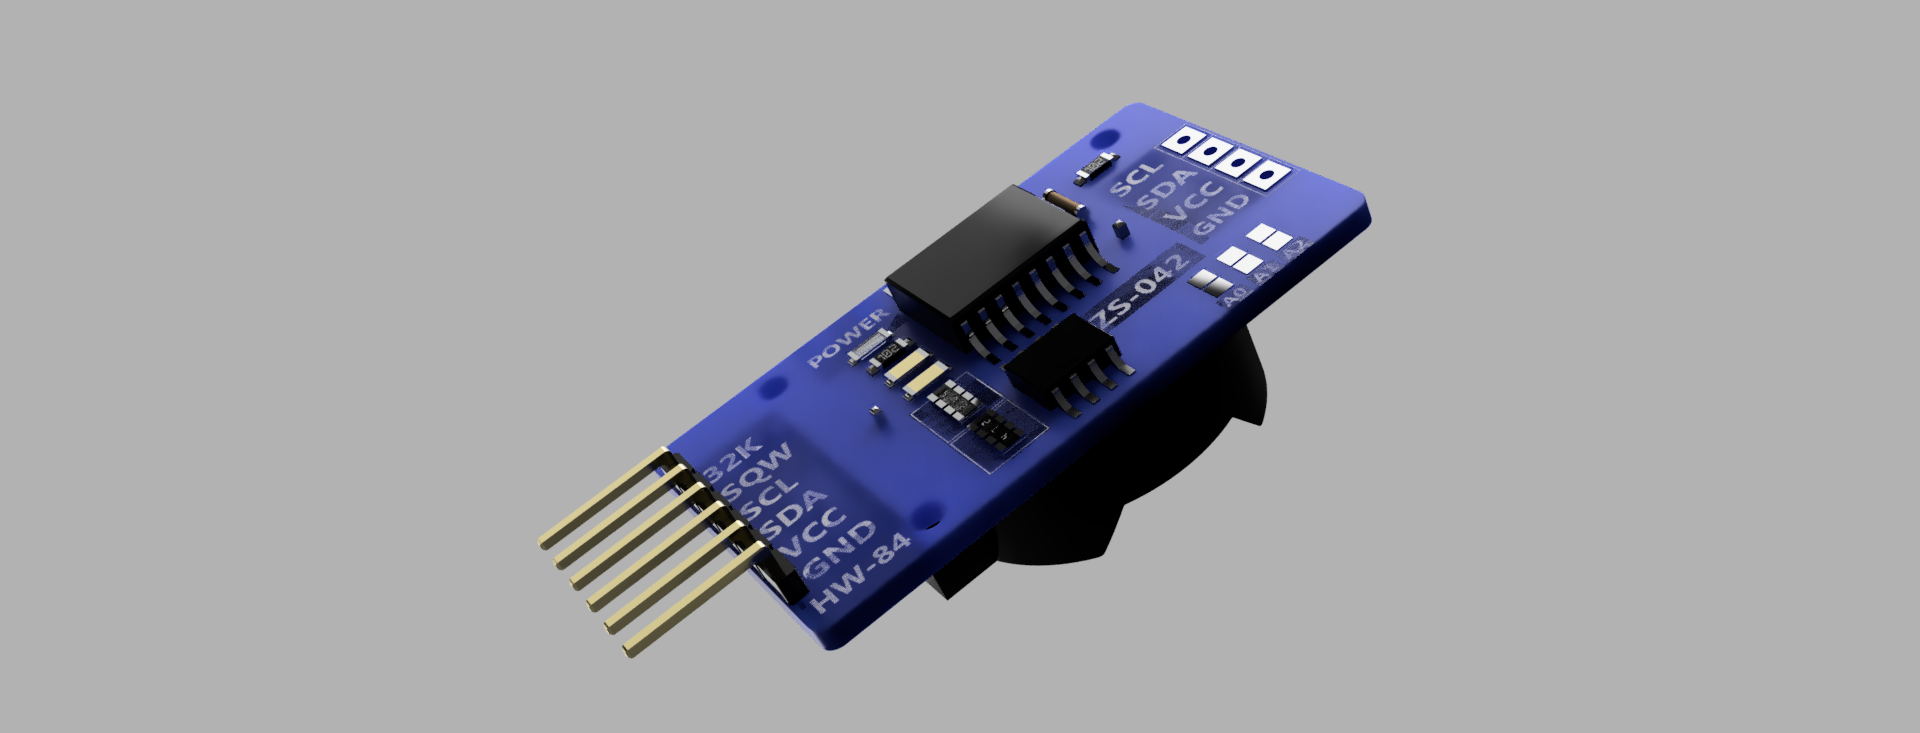 102
SCL
SDA
VCC
GND
ZS-042
A0 A1 A2
POWER
102
32K
SQW
SCL
SDA
VCC
GND
HW-84